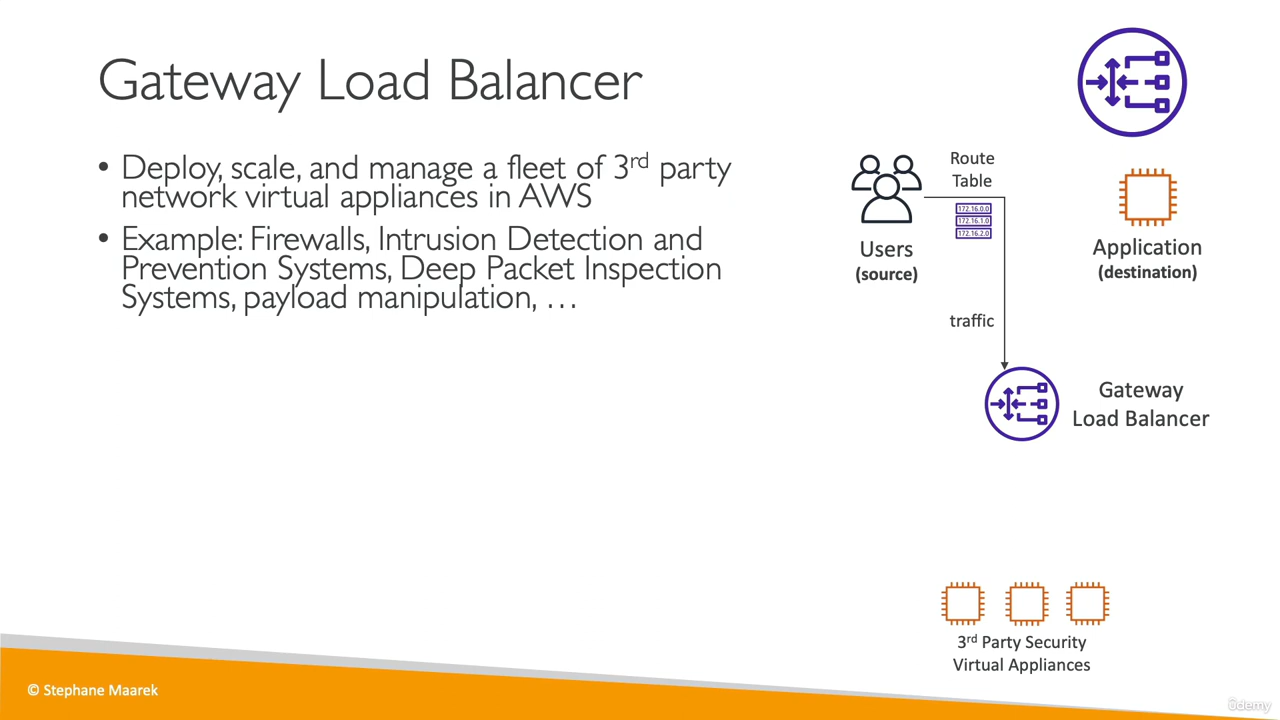 Gateway Load Balancer
• Deploy, scale, and manage a fleet of 3rd party
network virtual appliances in AWS
• Example: Firewalls, Intrusion Detection and
Prevention Systems, Deep Packet Inspection
Systems, payload manipulation, …
Route
Table
172.16.0.0
172.16.1.0
172.16.2.0
Users
(source)
Application
(destination)
traffic
Gateway
Load Balancer
3rd Party Security
Virtual Appliances
© Stephane Maarek
ûdemy